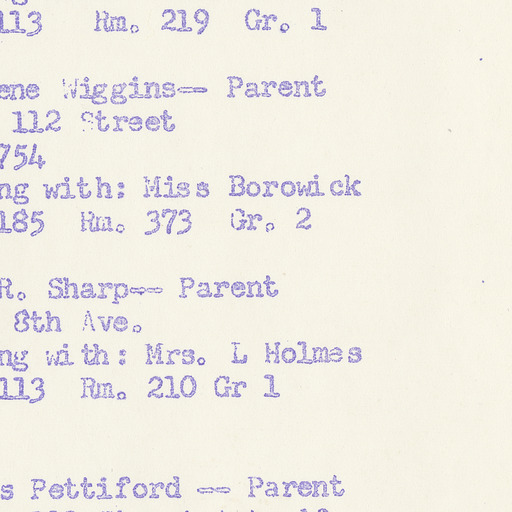 113 Rm. 219 Gr. 1
ene Wiggins-- Parent
112 Street
754
ng with: Miss Borowick
185 Rm. 373 Gr. 2
R. Sharp-- Parent
8th Ave.
ng with: Mrs. L Holmes
113 Rm. 210 Gr 1
s Pettiford -- Parent